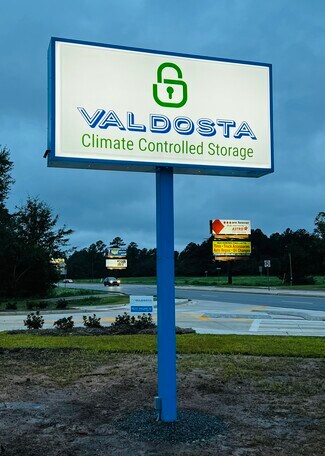 VALDOSTA
Climate Controlled Storage